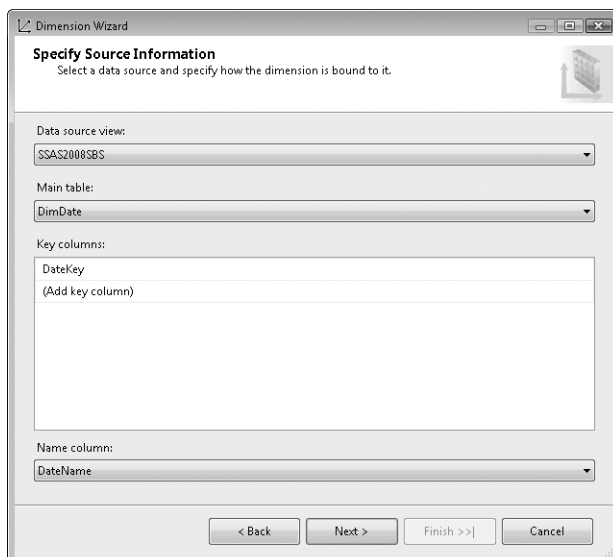 Dimension Wizard
Specify Source Information
Select a data source and specify how the dimension is bound to it.
Data source view:
SSAS2008SBS
Main table:
DimDate
Key columns:
DateKey
(Add key column)
Name column:
DateName
< Back Next > Finish >>| Cancel